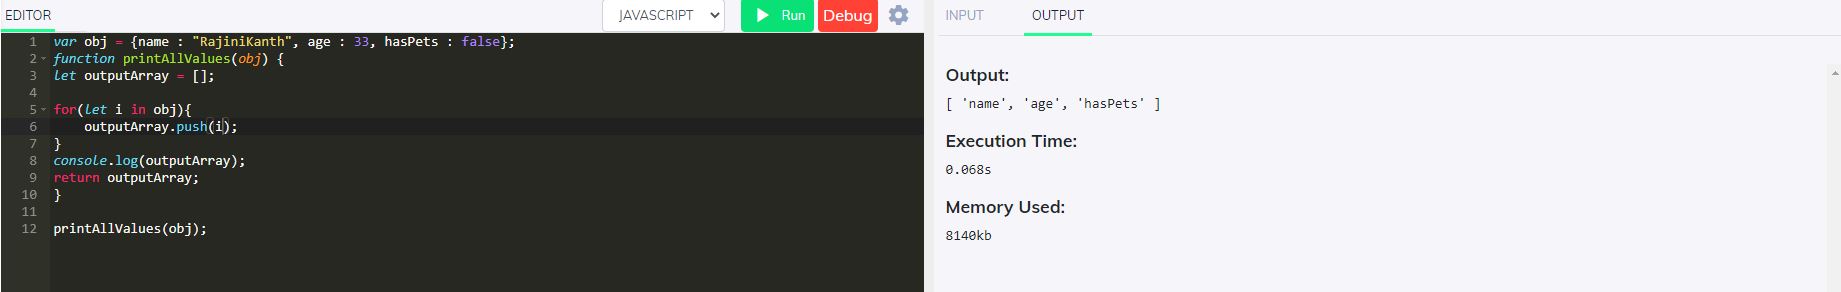 EDITOR
JAVASCRIPT
Run
Debug
INPUT
OUTPUT
1 var obj = {name : "RajiniKanth", age : 33, hasPets : false};
2 function printAllValues(obj) {
3 let outputArray = [];
4
5 for(let i in obj){
6     outputArray.push(i);
7 }
8 console.log(outputArray);
9 return outputArray;
10 }
11
12 printAllValues(obj);
Output:
[ 'name', 'age', 'hasPets' ]
Execution Time:
0.068s
Memory Used:
8140kb